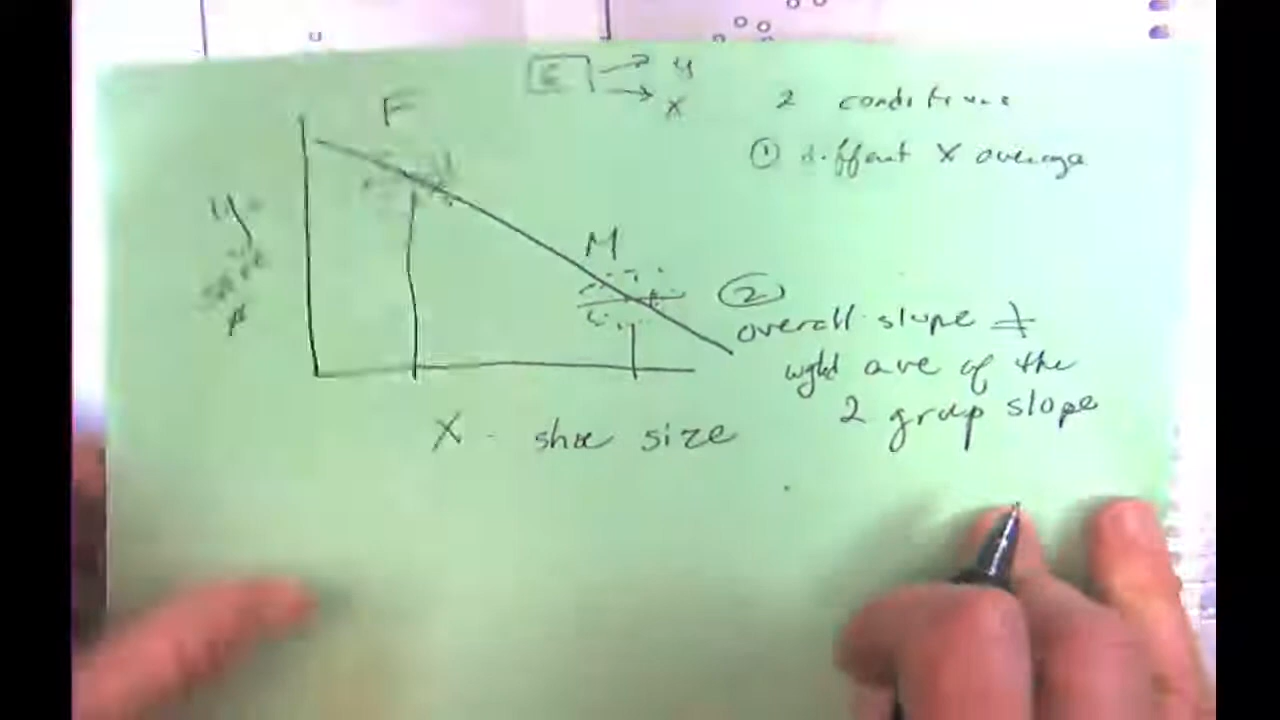 E
y
x
2 conditions
① different X average
F
y
M
②
overall slope ≠
wgtd ave of the
2 group slope
X - shoe size